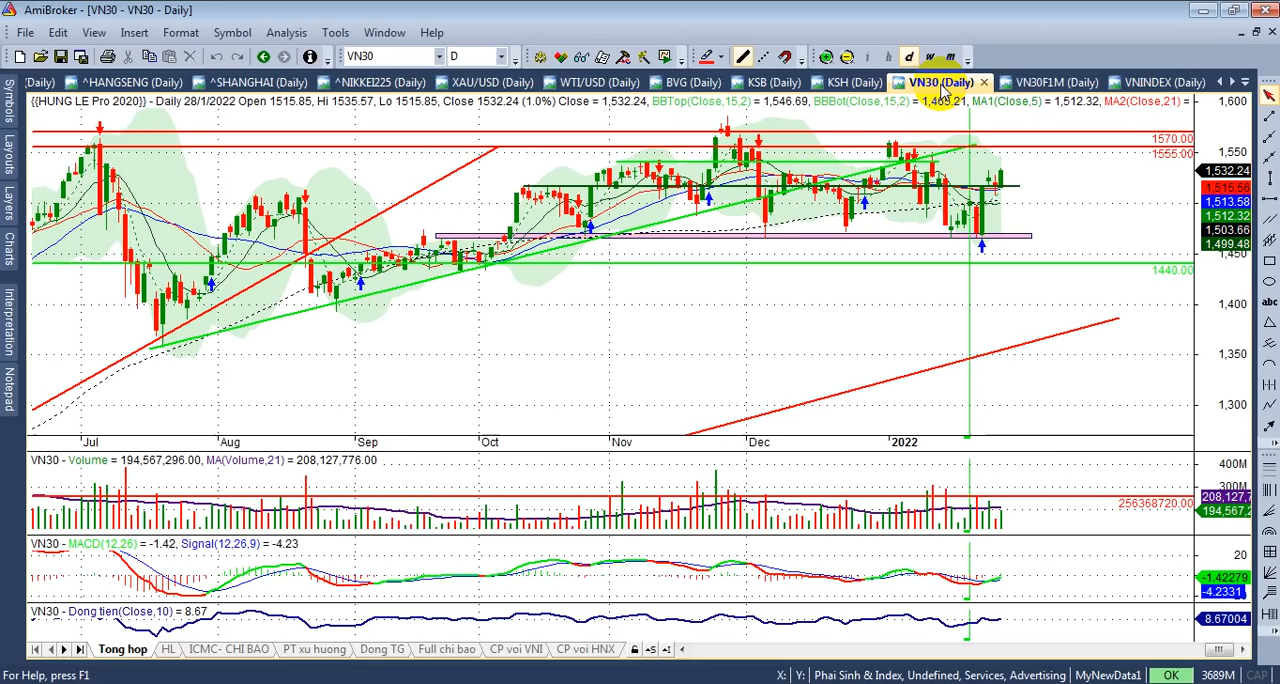 AmiBroker - [VN30 - Daily]
File Edit View Insert Format Symbol Analysis Tools Window Help
VN30 D i h d w m
(Daily) ^HANGSENG (Daily) ^SHANGHAI (Daily) ^NIKKEI225 (Daily) XAU/USD (Daily) WTI/USD (Daily) BVG (Daily) KSB (Daily) KSH (Daily) VN30 (Daily) VN30F1M (Daily) VNINDEX (Daily)
{{HUNG LE Pro 2020}} - Daily 28/1/2022 Open 1515.85, Hi 1535.57, Lo 1515.85, Close 1532.24 (1.0%) Close = 1,532.24, BBTop(Close,15,2) = 1,546.69, BBBot(Close,15,2) = 1,465.21, MA1(Close,5) = 1,512.32, MA2(Close,21) =
Symbols
Layouts
Layers
Charts
Interpretation
Notepad
1,600
1570.00
1,550
1555.00
1,532.24
1,515.56
1,513.58
1,512.32
1,503.66
1,499.48
1,450
1440.00
1,400
1,350
1,300
Jul Aug Sep Oct Nov Dec 2022
VN30 - Volume = 194,567,296.00, MA(Volume,21) = 208,127,776.00
400M
300M
208,127,7
256368720.00
194,567,2
VN30 - MACD(12,26) = -1.42, Signal(12,26,9) = -4.23
20
-1.42279
-4.2331
VN30 - Dong tien(Close,10) = 8.67
8.67004
Tong hop HL ICMC- CHI BAO PT xu huong Dong TG Full chi bao CP voi VNI CP voi HNX
For Help, press F1 X: Y: Phai Sinh & Index, Undefined, Services, Advertising MyNewData1 OK 3689M CAP
abc